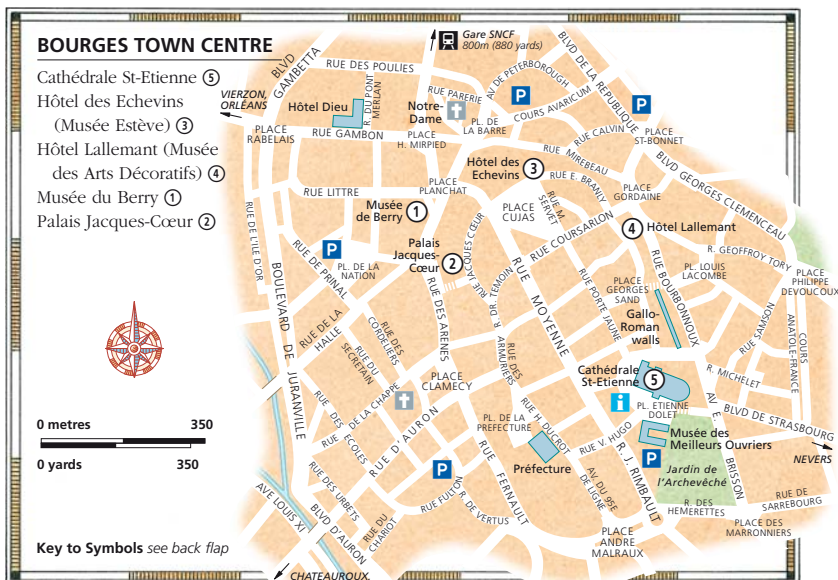 BOURGES TOWN CENTRE
Cathédrale St-Etienne ⑤
Hôtel des Echevins
(Musée Estève) ③
Hôtel Lallemant (Musée
des Arts Décoratifs) ④
Musée du Berry ①
Palais Jacques-Cœur ②
0 metres 350
0 yards 350
Key to Symbols see back flap
Gare SNCF
800m (880 yards)
BLVD
GAMBETTA
RUE DES POULIES
AV DE PETERBOROUGH
BLVD DE LA REPUBLIQUE
VIERZON,
ORLÉANS
Hôtel Dieu
R. DU PONT
MERLAN
RUE PARERIE
Notre-
Dame
P
P
PL. DE
LA BARRE
COURS AVARICUM
PLACE
RABELAIS
RUE GAMBON
PLACE
H. MIRPIED
RUE CALVIN
PLACE
ST-BONNET
RUE MIREBEAU
Hôtel des
Echevins
③
RUE E. BRANLY
BLVD GEORGES CLEMENCEAU
RUE LITTRE
PLACE
PLANCHAT
PLACE
GORDAINE
Musée
de Berry
①
PLACE
CUJAS
RUE M.
SERVET
RUE DE L'ILE D'OR
RUE COURSARLON
④
Hôtel Lallemant
P
RUE DE PRINAL
PL. DE LA
NATION
Palais
Jacques-
Cœur
②
RUE JACQUES CŒUR
R. DR. TEMOIN
RUE MOYENNE
R. GEOFFROY TORY
PL. LOUIS
LACOMBE
PLACE
PHILIPPE
DEVOUCOUX
BOULEVARD DE JURANVILLE
RUE DES ARENES
RUE PORTE JAUNE
PLACE
GEORGES
SAND
RUE BOURBONNOUX
Gallo-
Roman
walls
RUE SAMSON
COURS
ANATOLE-FRANCE
RUE DE LA
HALLE
RUE DES
CORDELIERS
RUE DU
SECRETAIN
RUE DES
ARMURIERS
PLACE
CLAMECY
Cathédrale
St-Etienne
⑤
R. MICHELET
i
PL. ETIENNE
DOLET
BLVD DE STRASBOURG
NEVERS
RUE DE LA CHAPPE
RUE DES ECOLES
RUE D'AURON
PL. DE LA
PREFECTURE
RUE H. DUCROT
RUE V. HUGO
Musée des
Meilleurs Ouvriers
AV. E. BRISSON
Préfecture
P
Jardin de
l'Archevêché
P
RUE DES URBETS
RUE FULTON
RUE FERNAULT
AV. DU 95E
DE LIGNE
R. J. RIMBAULT
R. DES
HEMERETTES
RUE DE
SARREBOURG
AVE LOUIS XI
BLVD D'AURON
RUE DU
CHARIOT
R. DE VERTUS
PLACE
ANDRE
MALRAUX
PLACE DES
MARRONNIERS
CHATEAUROUX,